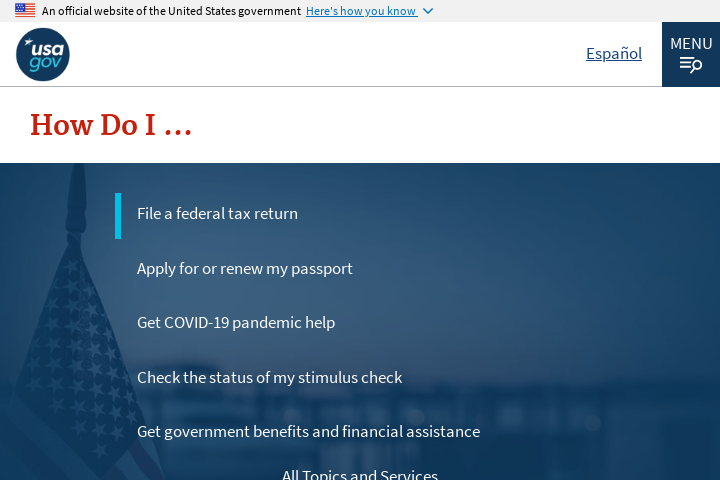 An official website of the United States government Here's how you know
usa
gov
Español
MENU
How Do I ...
File a federal tax return
Apply for or renew my passport
Get COVID-19 pandemic help
Check the status of my stimulus check
Get government benefits and financial assistance
All Topics and Services